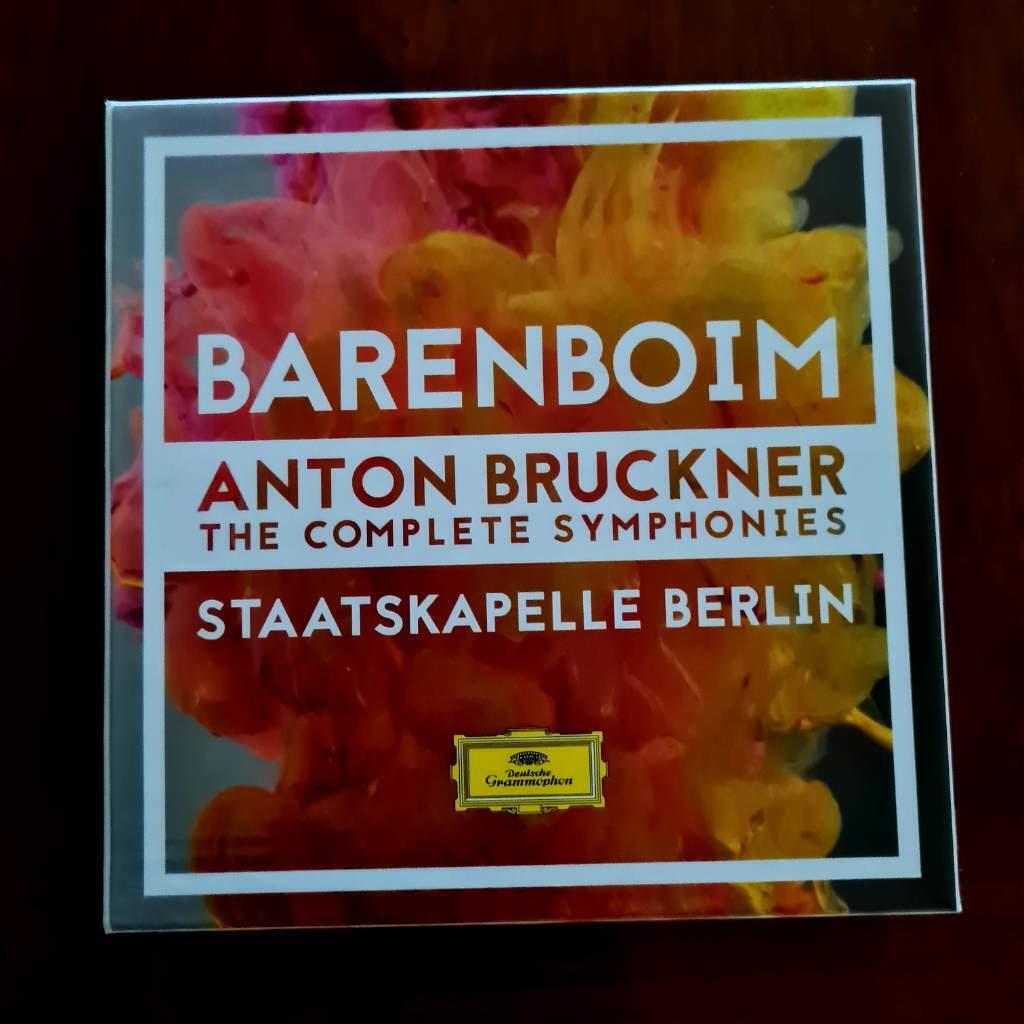 BARENBOIM
ANTON BRUCKNER
THE COMPLETE SYMPHONIES
STAATSKAPELLE BERLIN
Deutsche
Grammophon